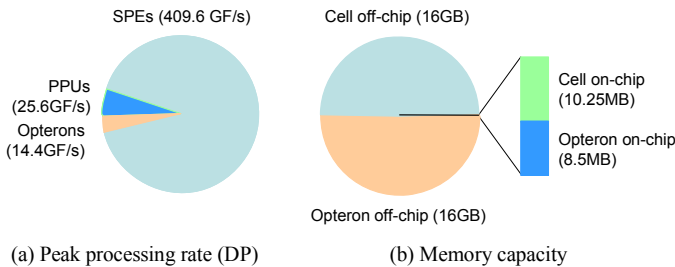 SPEs (409.6 GF/s)
PPUs
(25.6GF/s)
Opterons
(14.4GF/s)
(a) Peak processing rate (DP)
Cell off-chip (16GB)
Cell on-chip
(10.25MB)
Opteron on-chip
(8.5MB)
Opteron off-chip (16GB)
(b) Memory capacity